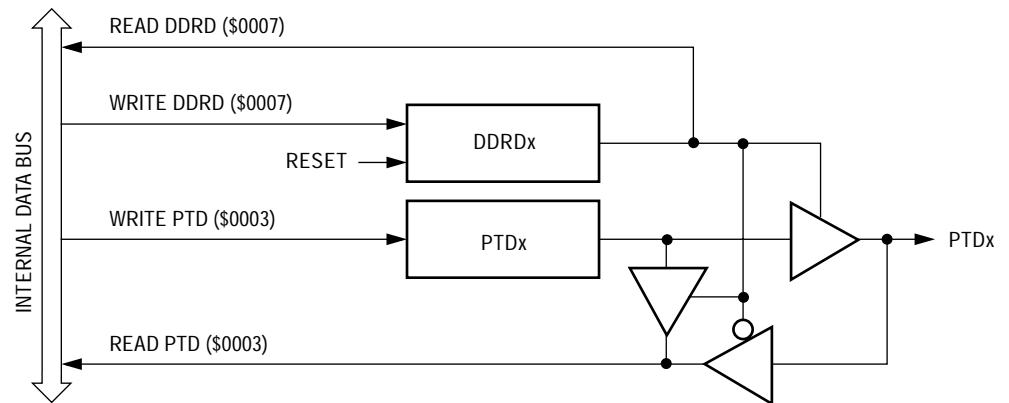 READ DDRD ($0007)
WRITE DDRD ($0007)
DDRDx
RESET
WRITE PTD ($0003)
PTDx
PTDx
READ PTD ($0003)
INTERNAL DATA BUS